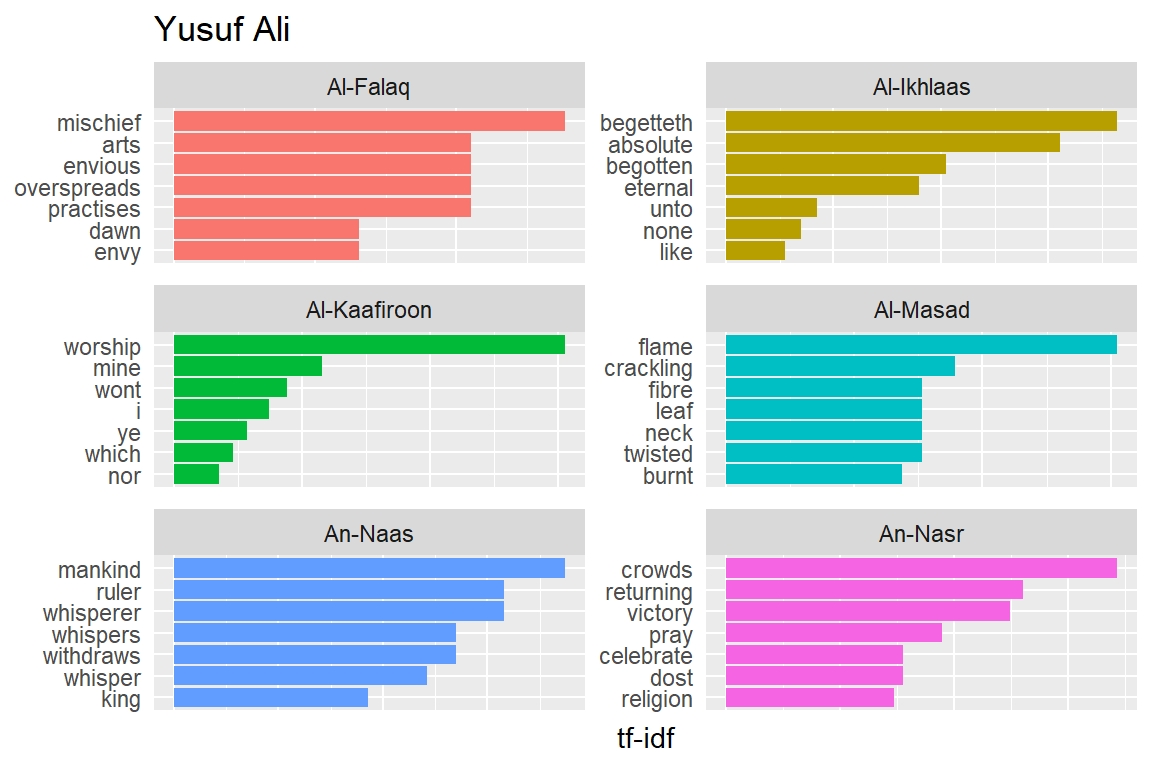 Yusuf Ali
Al-Falaq
mischief
arts
envious
overspreads
practises
dawn
envy
Al-Ikhlaas
begetteth
absolute
begotten
eternal
unto
none
like
Al-Kaafiroon
worship
mine
wont
i
ye
which
nor
Al-Masad
flame
crackling
fibre
leaf
neck
twisted
burnt
An-Naas
mankind
ruler
whisperer
whispers
withdraws
whisper
king
An-Nasr
crowds
returning
victory
pray
celebrate
dost
religion
tf-idf